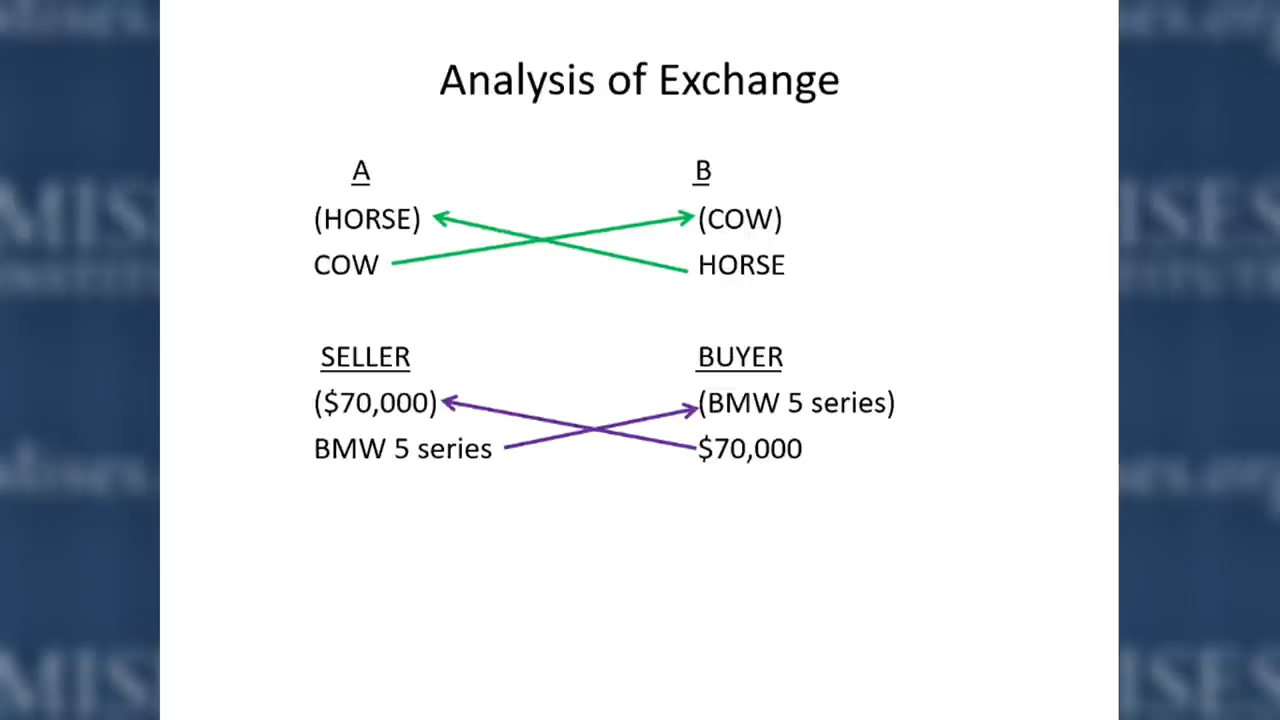 Analysis of Exchange
A B
(HORSE) (COW)
COW HORSE
SELLER BUYER
($70,000) (BMW 5 series)
BMW 5 series $70,000